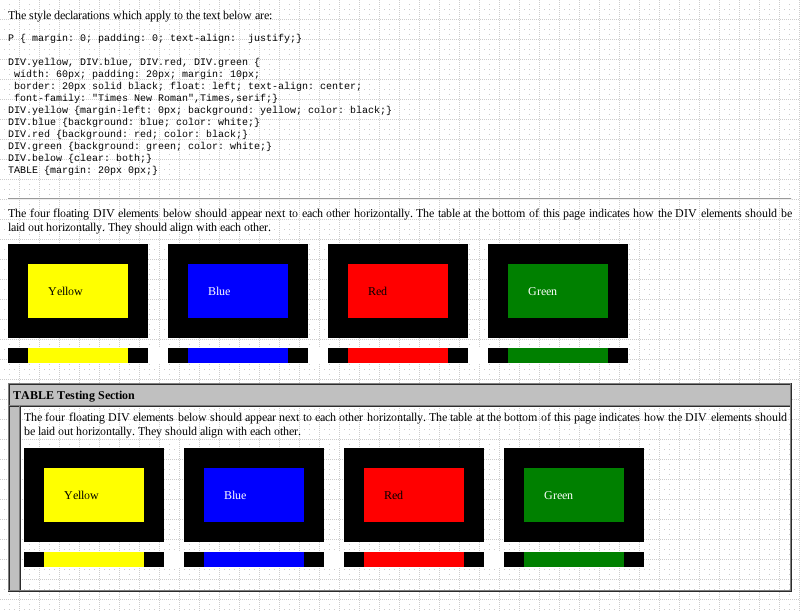 The style declarations which apply to the text below are:
P { margin: 0; padding: 0; text-align:  justify;}
DIV.yellow, DIV.blue, DIV.red, DIV.green {
 width: 60px; padding: 20px; margin: 10px;
 border: 20px solid black; float: left; text-align: center;
 font-family: "Times New Roman",Times,serif;}
DIV.yellow {margin-left: 0px; background: yellow; color: black;}
DIV.blue {background: blue; color: white;}
DIV.red {background: red; color: black;}
DIV.green {background: green; color: white;}
DIV.below {clear: both;}
TABLE {margin: 20px 0px;}
The four floating DIV elements below should appear next to each other horizontally. The table at the bottom of this page indicates how the DIV elements should be
laid out horizontally. They should align with each other.
Yellow Blue Red Green
TABLE Testing Section
The four floating DIV elements below should appear next to each other horizontally. The table at the bottom of this page indicates how the DIV elements should
be laid out horizontally. They should align with each other.
Yellow Blue Red Green